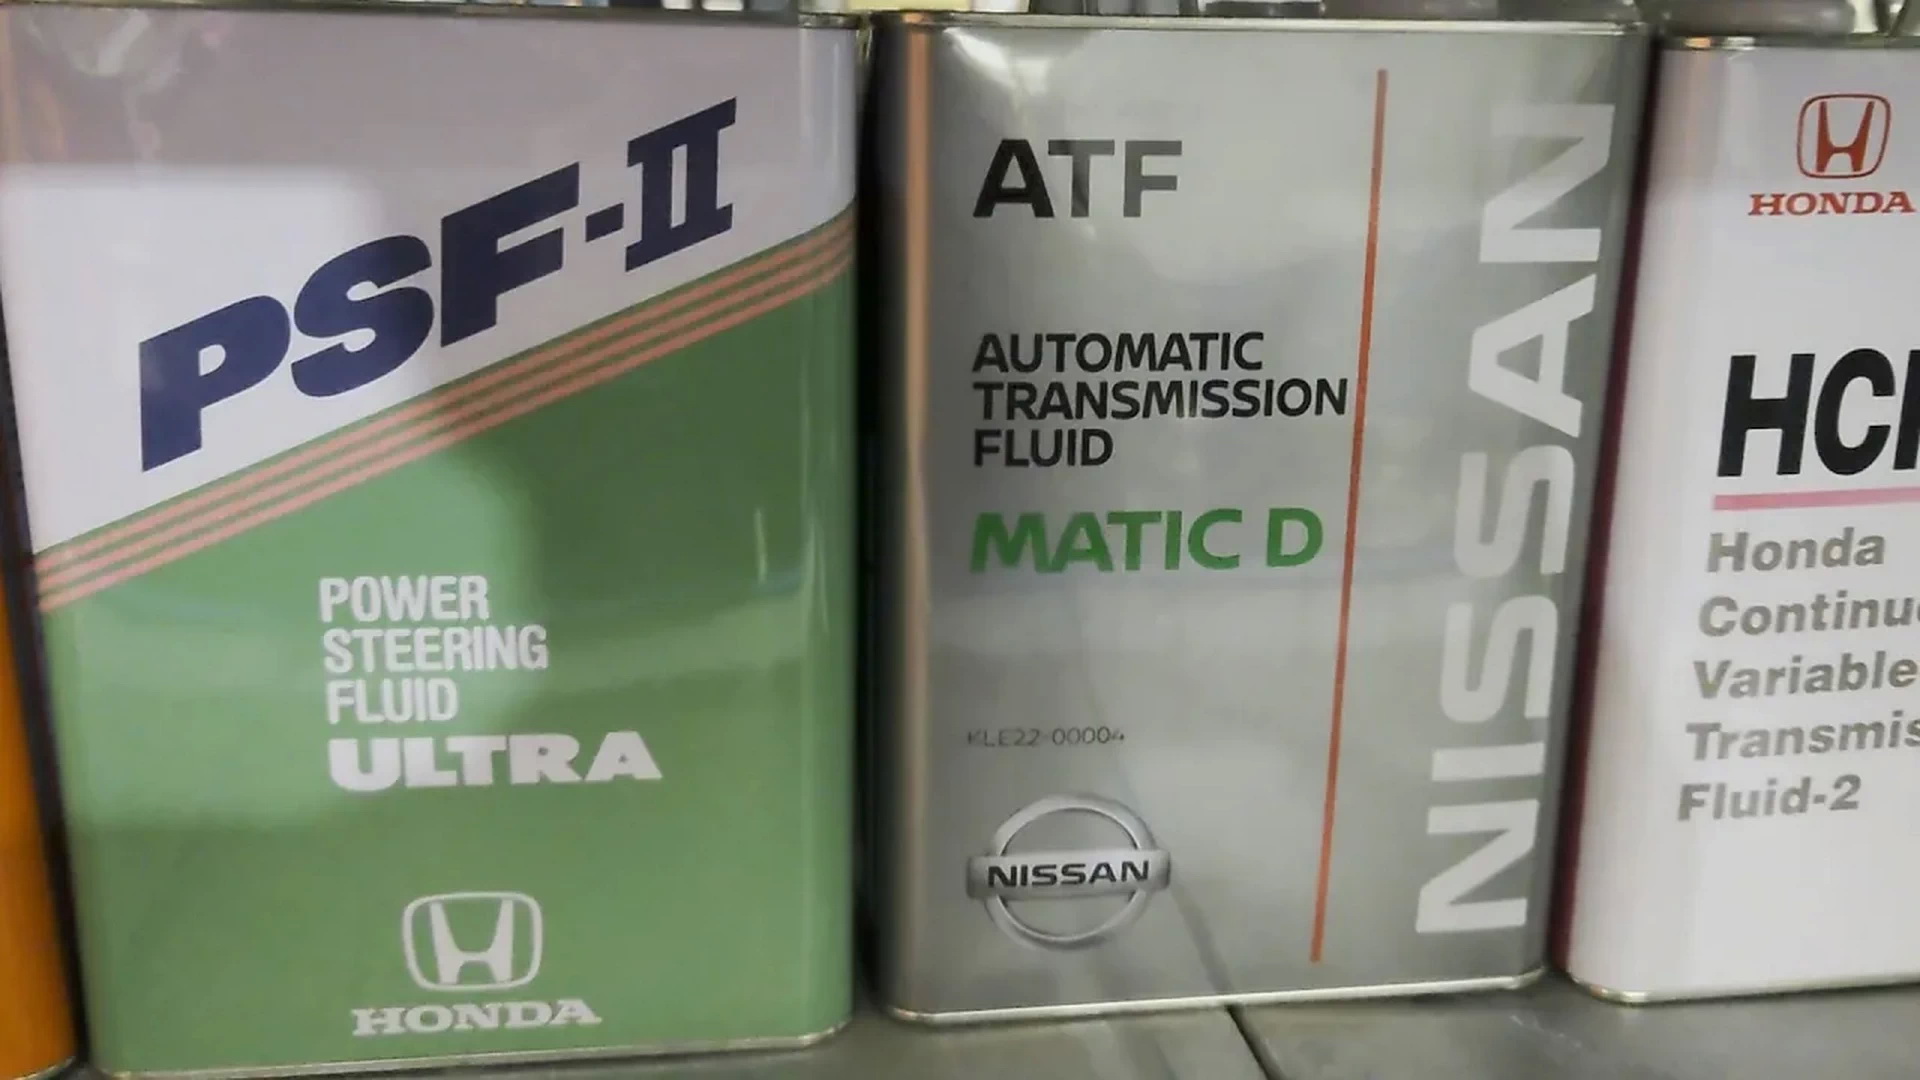 PSF-II
POWER
STEERING
FLUID
ULTRA
HONDA
ATF
AUTOMATIC
TRANSMISSION
FLUID
MATIC D
KLE22-00004
NISSAN
NISSAN
HONDA
Honda
Variable
Fluid-2